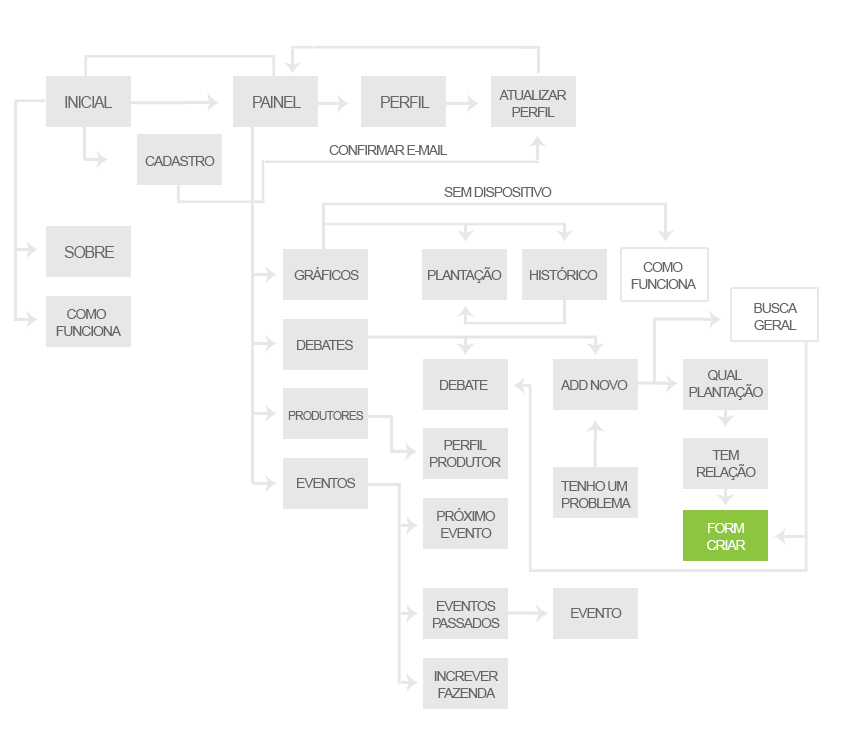 INICIAL
PAINEL
PERFIL
ATUALIZAR
PERFIL
CADASTRO
CONFIRMAR E-MAIL
SEM DISPOSITIVO
SOBRE
GRÁFICOS
PLANTAÇÃO
HISTÓRICO
COMO
FUNCIONA
COMO
FUNCIONA
BUSCA
GERAL
DEBATES
DEBATE
ADD NOVO
QUAL
PLANTAÇÃO
PRODUTORES
PERFIL
PRODUTOR
TEM
RELAÇÃO
EVENTOS
TENHO UM
PROBLEMA
PRÓXIMO
EVENTO
FORM
CRIAR
EVENTOS
PASSADOS
EVENTO
INCREVER
FAZENDA